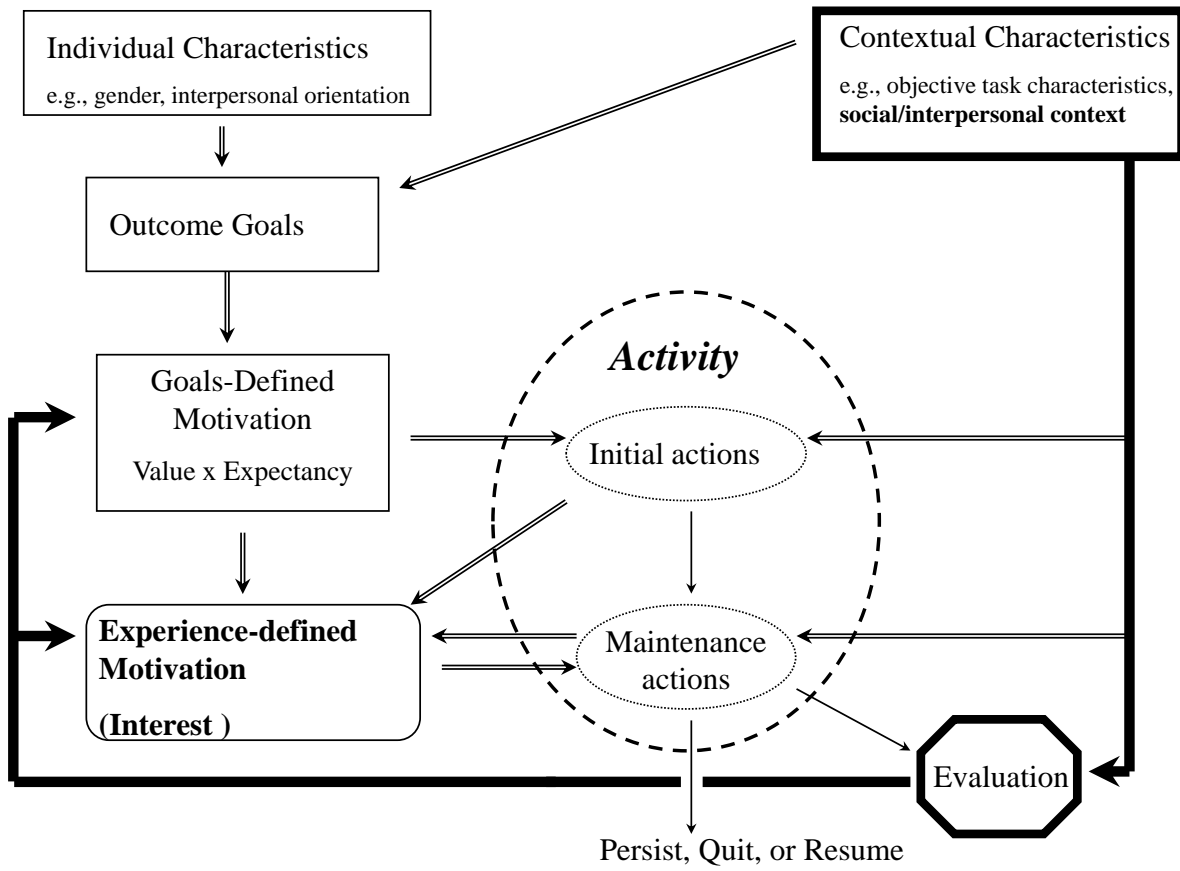 Individual Characteristics
e.g., gender, interpersonal orientation
Contextual Characteristics
e.g., objective task characteristics,
social/interpersonal context
Outcome Goals
Goals-Defined
Motivation
Value x Expectancy
Activity
Initial actions
Experience-defined
Motivation
(Interest )
Maintenance
actions
Evaluation
Persist, Quit, or Resume